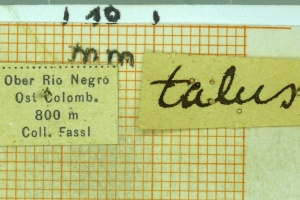 10
mm
Ober Rio Negro
Ost Colomb.
800 m
Coll. Fassl
talus